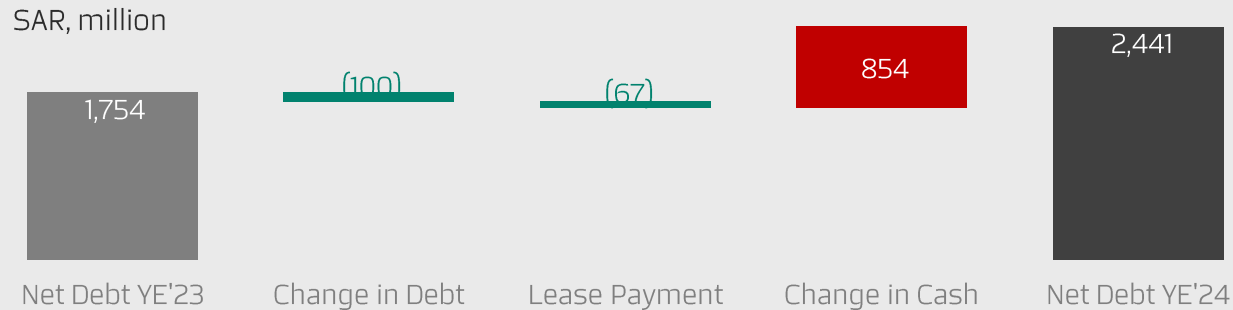 SAR, million
1,754
(100)
(67)
854
2,441
Net Debt YE'23
Change in Debt
Lease Payment
Change in Cash
Net Debt YE'24